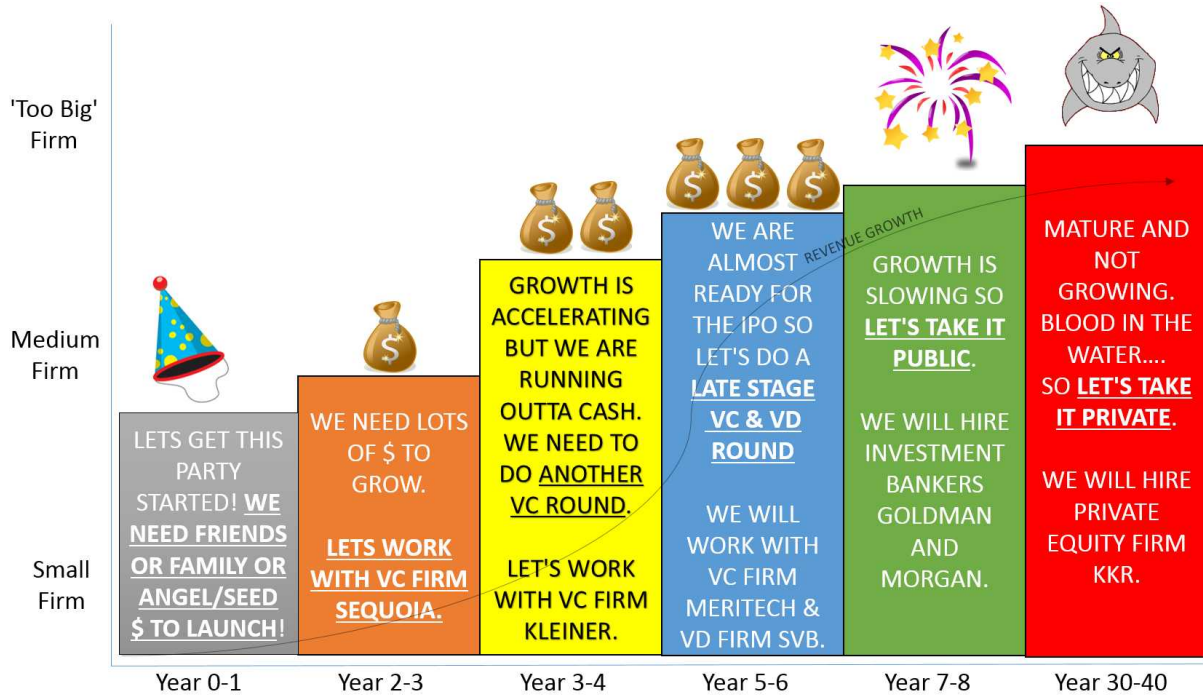 'Too Big'
Firm
Medium
Firm
Small
Firm
LETS GET THIS
PARTY
STARTED! WE
NEED FRIENDS
OR FAMILY OR
ANGEL/SEED
$ TO LAUNCH!
$
WE NEED LOTS
OF $ TO
GROW.
LETS WORK
WITH VC FIRM
SEQUOIA.
$ $
GROWTH IS
ACCELERATING
BUT WE ARE
RUNNING
OUTTA CASH.
WE NEED TO
DO ANOTHER
VC ROUND.
LET'S WORK
WITH VC FIRM
KLEINER.
$ $ $
WE ARE
ALMOST
READY FOR
THE IPO SO
LET'S DO A
LATE STAGE
VC & VD
ROUND
WE WILL
WORK WITH
VC FIRM
MERITECH &
VD FIRM SVB.
REVENUE GROWTH
GROWTH IS
SLOWING SO
LET'S TAKE IT
PUBLIC.
WE WILL HIRE
INVESTMENT
BANKERS
GOLDMAN
AND
MORGAN.
MATURE AND
NOT
GROWING.
BLOOD IN THE
WATER....
SO LET'S TAKE
IT PRIVATE.
WE WILL HIRE
PRIVATE
EQUITY FIRM
KKR.
Year 0-1
Year 2-3
Year 3-4
Year 5-6
Year 7-8
Year 30-40